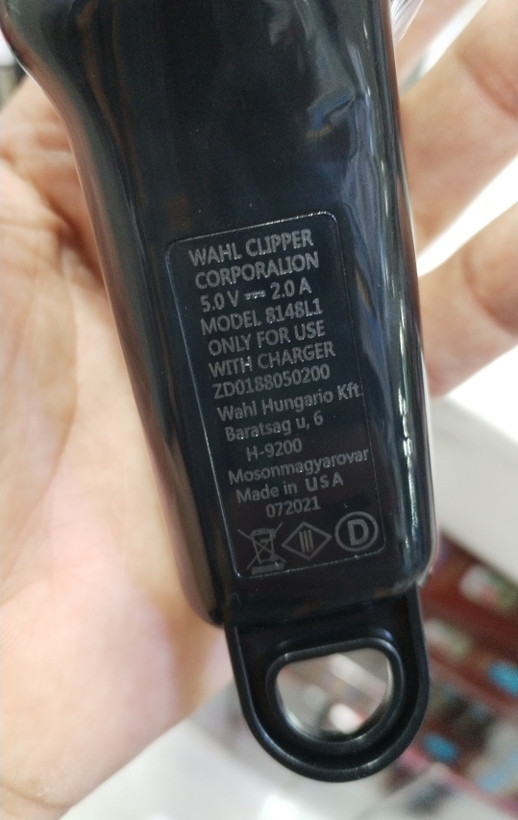 WAHL CLIPPER
CORPORALION
5.0 V ⎓ 2.0 A
MODEL 8148L1
ONLY FOR USE
WITH CHARGER
ZD0188050200
Wahl Hungario Kft
Baratsag u, 6
H-9200
Mosonmagyarovar
Made in USA
072021
III D